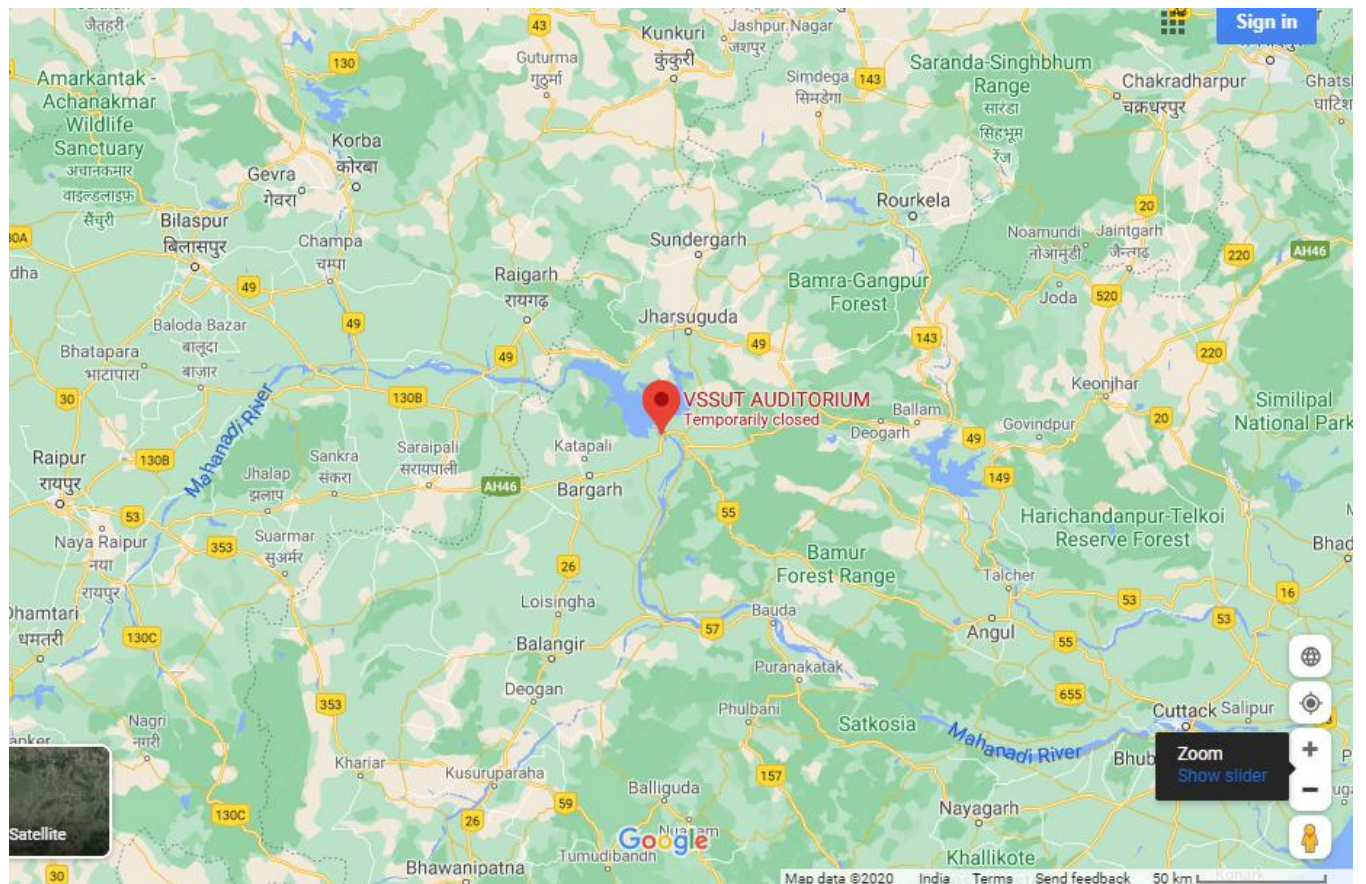 जैतहरी
43
Kunkuri
कुंकुरी
Jashpur Nagar
जशपुर
Sign in
130
Guturma
गुठुर्मा
Simdega
सिमडेगा
143
Saranda-Singhbhum
Range
सारंडा
सिंहभूम
रेंज
Chakradharpur
चक्रधरपुर
Amarkantak -
Achanakmar
Wildlife
Sanctuary
अचानकमार
वाइल्डलाइफ
सैंचुरी
Korba
कोरबा
Gevra
गेवरा
Bilaspur
बिलासपुर
30A
dha
Champa
चम्पा
49
Rourkela
20
Noamundi
नोआमुंडी
Jaintgarh
जैन्तगढ़
220
AH46
Sundergarh
Raigarh
रायगढ़
Bamra-Gangpur
Forest
Joda
520
Jharsuguda
Baloda Bazar
बालूदा
बाज़ार
49
49
49
143
220
Bhatapara
भाटापारा
30
130B
VSSUT AUDITORIUM
Temporarily closed
Ballam
Deogarh
Keonjhar
20
Similipal
National Park
Mahanadi River
Katapali
Govindpur
49
Raipur
रायपुर
130B
Jhalap
झलाप
Sankra
संकरा
Saraipali
सरायपाली
AH46
Bargarh
149
53
55
Harichandanpur-Telkoi
Reserve Forest
Naya Raipur
नया
रायपुर
353
Suarmar
सुअर्मर
26
Bamur
Forest Range
Talcher
Bhad
16
53
53
Dhamtari
धमतरी
130C
Loisingha
Bauda
57
Angul
55
Balangir
Puranakatak
Deogan
353
655
Cuttack
Salipur
Phulbani
Satkosia
Nagri
नगरी
Mahanadi River
Bhub
Zoom
Show slider
Khariar
Kusuruparaha
157
Balliguda
59
130C
26
Nayagarh
Satellite
Google
Tumudibandh
Khallikote
Bhawanipatna
30
Map data ©2020 India Terms Send feedback 50 km